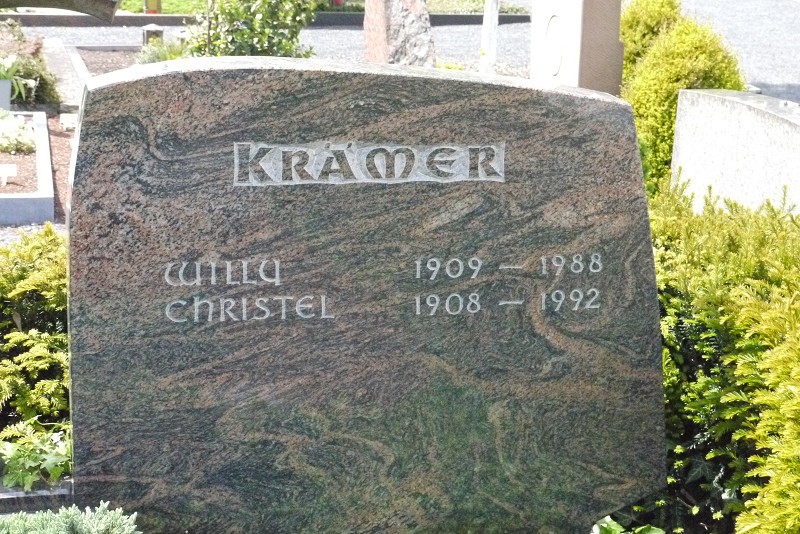 KRÄMER
WILLY 1909 – 1988
CHRISTEL 1908 – 1992